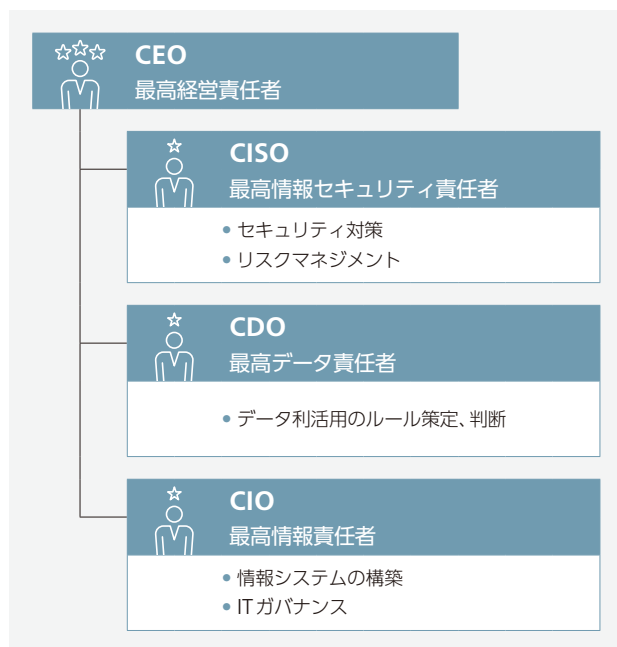 CEO
最高経営責任者
CISO
最高情報セキュリティ責任者
• セキュリティ対策
• リスクマネジメント
CDO
最高データ責任者
• データ利活用のルール策定、判断
CIO
最高情報責任者
• 情報システムの構築
• ITガバナンス